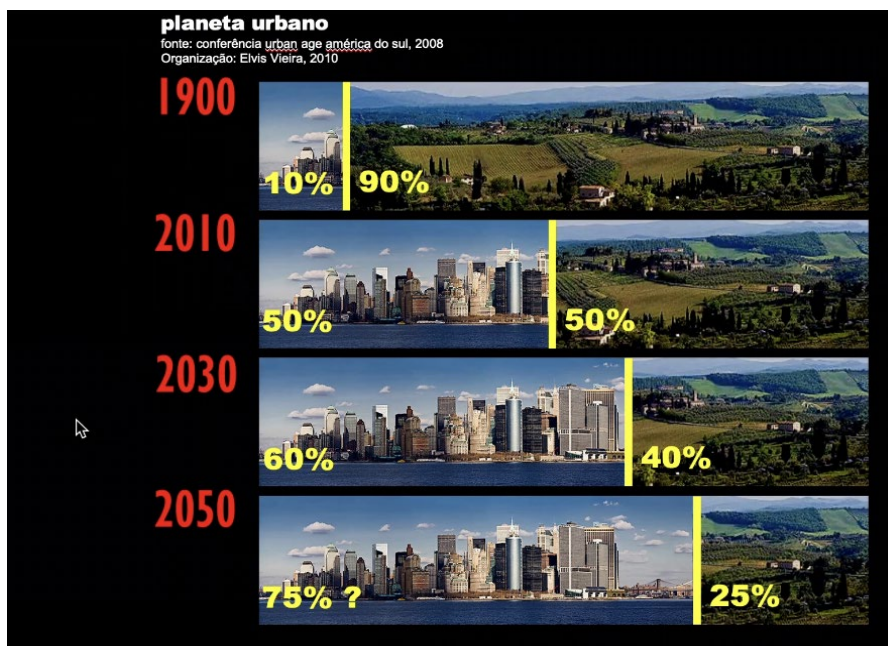 planeta urbano
fonte: conferência urban age américa do sul, 2008
Organização: Elvis Vieira, 2010
1900
10% 90%
2010
50% 50%
2030
60% 40%
2050
75% ? 25%